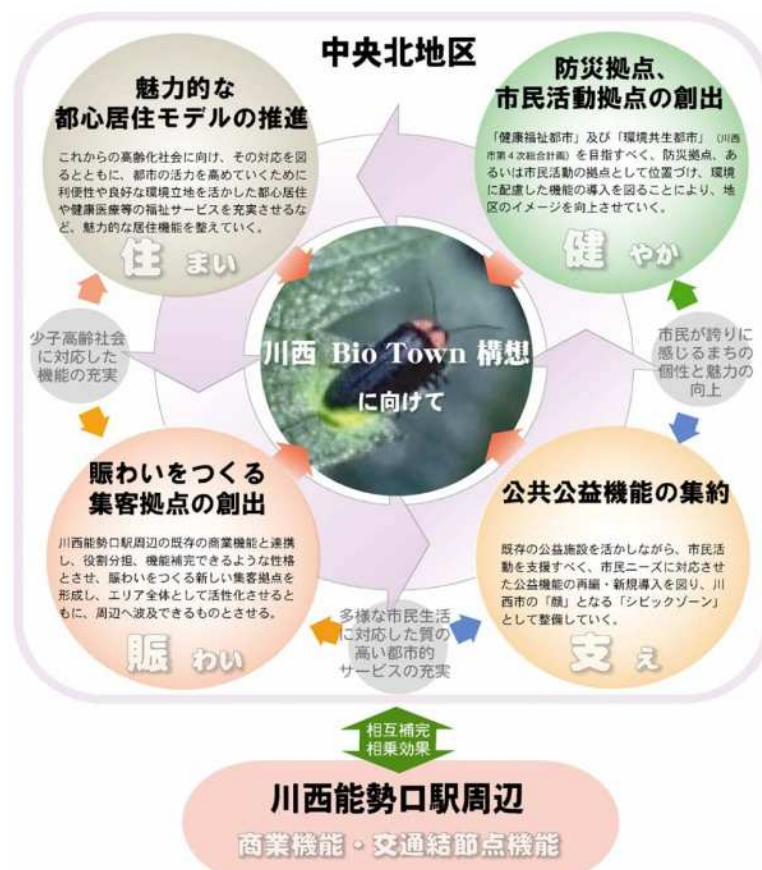 中央北地区
魅力的な
都心居住モデルの推進
これからの高齢化社会に向け、その対応を図
るとともに、都市の活力を高めていくために
利便性や良好な環境立地を活かした都心居住
や健康医療等の福祉サービスを充実させるな
ど、魅力的な居住機能を整えていく。
住 まい
防災拠点、
市民活動拠点の創出
「健康福祉都市」及び「環境共生都市」（川西
市第４次総合計画）を目指すべく、防災拠点、あ
るいは市民活動の拠点として位置づけ、環境
に配慮した機能の導入を図ることにより、地
区のイメージを向上させていく。
健 やか
少子高齢社会
に対応した
機能の充実
川西 Bio Town 構想
に向けて
市民が誇りに
感じるまちの
個性と魅力の
向上
賑わいをつくる
集客拠点の創出
川西能勢口駅周辺の既存の商業機能と連携
し、役割分担、機能補完できるような性格
とさせ、賑わいをつくる新しい集客拠点を
形成し、エリア全体として活性化させるとと
もに、周辺へ波及できるものとさせる。
賑 わい
公共公益機能の集約
既存の公益施設を活かしながら、市民活
動を支援すべく、市民ニーズに対応させ
た公益機能の再編・新規導入を図り、川
西市の「顔」となる「シビックゾーン」
として整備していく。
支 え
多様な市民生活
に対応した質の
高い都市的
サービスの充実
相互補完
相乗効果
川西能勢口駅周辺
商業機能・交通結節点機能